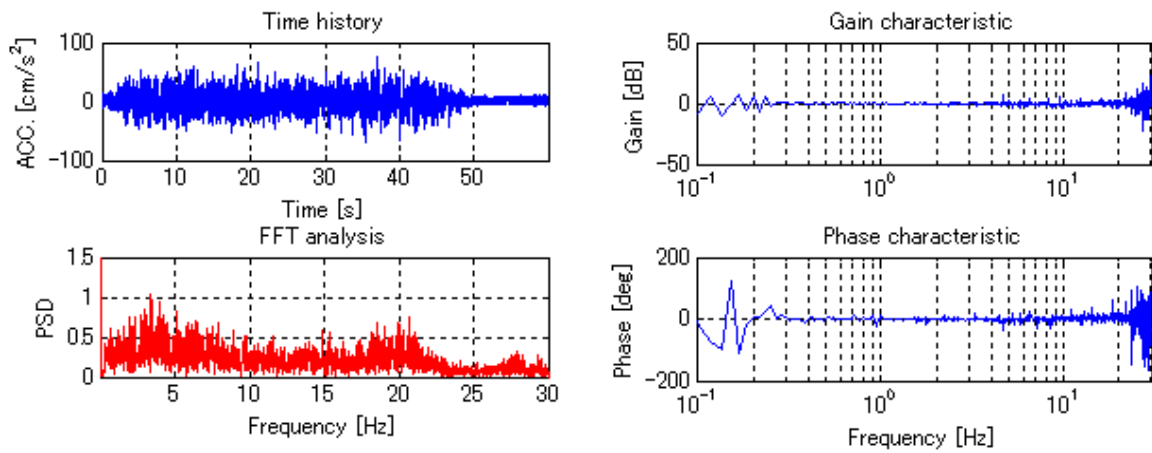 Time history
100
0
-100
ACC. [cm/s²]
0 10 20 30 40 50
Time [s]
FFT analysis
1.5
1
0.5
0
PSD
5 10 15 20 25 30
Frequency [Hz]
Gain characteristic
50
0
-50
Gain [dB]
10⁻¹ 10⁰ 10¹
Phase characteristic
200
0
-200
Phase [deg.]
10⁻¹ 10⁰ 10¹
Frequency [Hz]